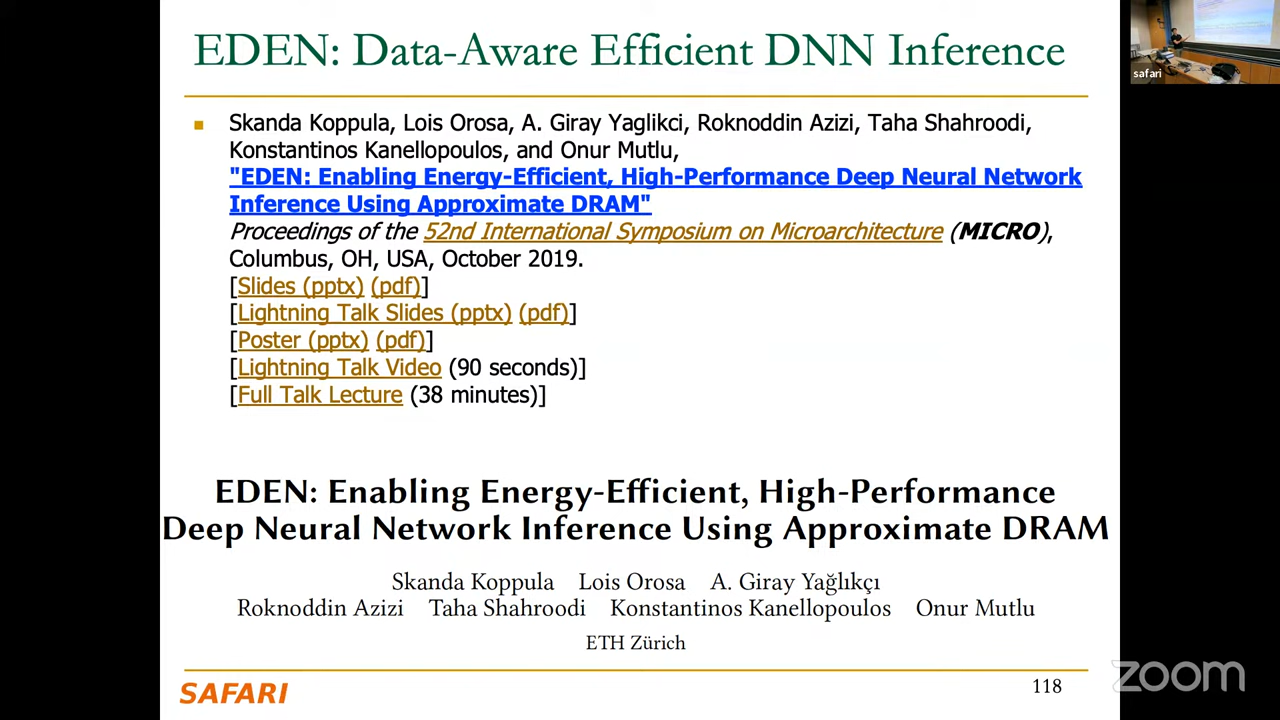 EDEN: Data-Aware Efficient DNN Inference
safari
Skanda Koppula, Lois Orosa, A. Giray Yaglikci, Roknoddin Azizi, Taha Shahroodi,
Konstantinos Kanellopoulos, and Onur Mutlu,
"EDEN: Enabling Energy-Efficient, High-Performance Deep Neural Network
Inference Using Approximate DRAM"
Proceedings of the 52nd International Symposium on Microarchitecture (MICRO),
Columbus, OH, USA, October 2019.
[Slides (pptx) (pdf)]
[Lightning Talk Slides (pptx) (pdf)]
[Poster (pptx) (pdf)]
[Lightning Talk Video (90 seconds)]
[Full Talk Lecture (38 minutes)]
EDEN: Enabling Energy-Efficient, High-Performance
Deep Neural Network Inference Using Approximate DRAM
Skanda Koppula Lois Orosa A. Giray Yağlıkçı
Roknoddin Azizi Taha Shahroodi Konstantinos Kanellopoulos Onur Mutlu
ETH Zürich
SAFARI
118
zoom